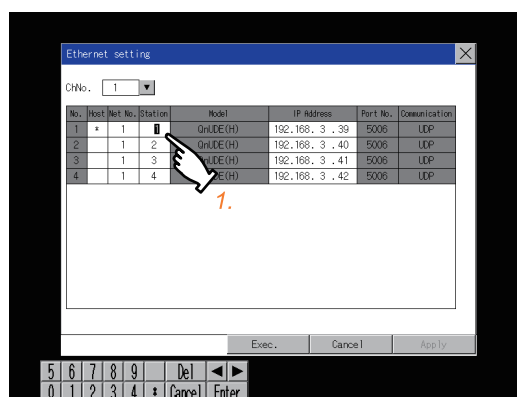 Ethernet setting
ChNo. 1
No. Host Net No. Station Model IP Address Port No. Communication
1 * 1 1 QnUDE(H) 192.168. 3 .39 5006 UDP
2 1 2 QnUDE(H) 192.168. 3 .40 5006 UDP
3 1 3 QnUDE(H) 192.168. 3 .41 5006 UDP
4 1 4 DE(H) 192.168. 3 .42 5006 UDP
1.
Exec. Cancel Apply
5 6 7 8 9 Del ◀ ▶
0 1 2 3 4 * Cancel Enter